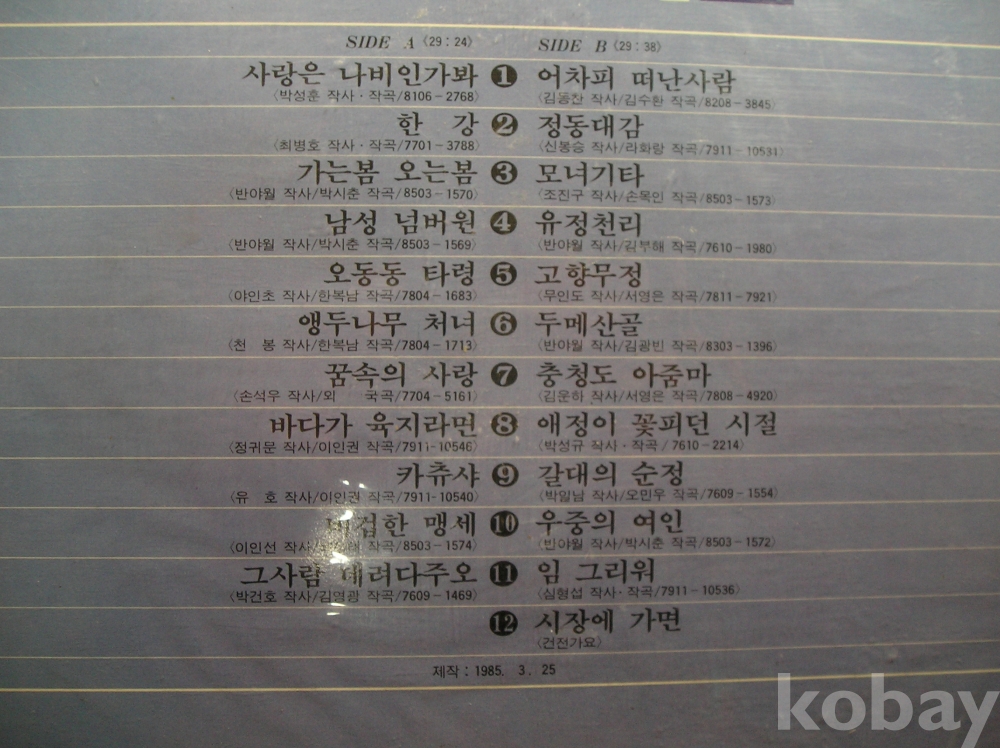 SIDE A 〈29 : 24〉
사랑은 나비인가봐 1
〈박성훈 작사 · 작곡/8106-2768〉
한 강 2
〈최병호 작사 · 작곡/7701-3788〉
가는봄 오는봄 3
〈반야월 작사/박시춘 작곡/8503-1570〉
남성 넘버원 4
〈반야월 작사/박시춘 작곡/8503-1569〉
오동동 타령 5
〈야인초 작사/한복남 작곡/7804-1683〉
앵두나무 처녀 6
〈천 봉 작사/한복남 작곡/7804-1713〉
꿈속의 사랑 7
〈손석우 작사/외 국곡/7704-5161〉
바다가 육지라면 8
〈정귀문 작사/이인권 작곡/7911-10546〉
카츄샤 9
〈유 호 작사/이인권 작곡/7911-10540〉
맹세 10
〈이인선 작사/ 작곡/8503-1574〉
그사람 데려다주오 11
〈박건호 작사/김영광 작곡/7609-1469〉
SIDE B 〈29 : 38〉
어차피 떠난사람
〈김동찬 작사/김수환 작곡/8208-3845〉
정동대감
〈신봉승 작사/라화랑 작곡/7911-10531〉
모녀기타
〈조진구 작사/손목인 작곡/8503-1573〉
유정천리
〈반야월 작사/김부해 작곡/7610-1980〉
고향무정
〈무인도 작사/서영은 작곡/7811-7921〉
두메산골
〈반야월 작사/김광빈 작곡/8303-1396〉
충청도 아줌마
〈김운하 작사/서영은 작곡/7808-4920〉
애정이 꽃피던 시절
〈박성규 작사 · 작곡/7610-2214〉
갈대의 순정
〈박일남 작사/오민우 작곡/7609-1554〉
우중의 여인
〈반야월 작사/박시춘 작곡/8503-1572〉
임 그리워
〈심형섭 작사 · 작곡/7911-10536〉
12 시장에 가면
〈건전가요〉
제작 : 1985. 3. 25
kobay